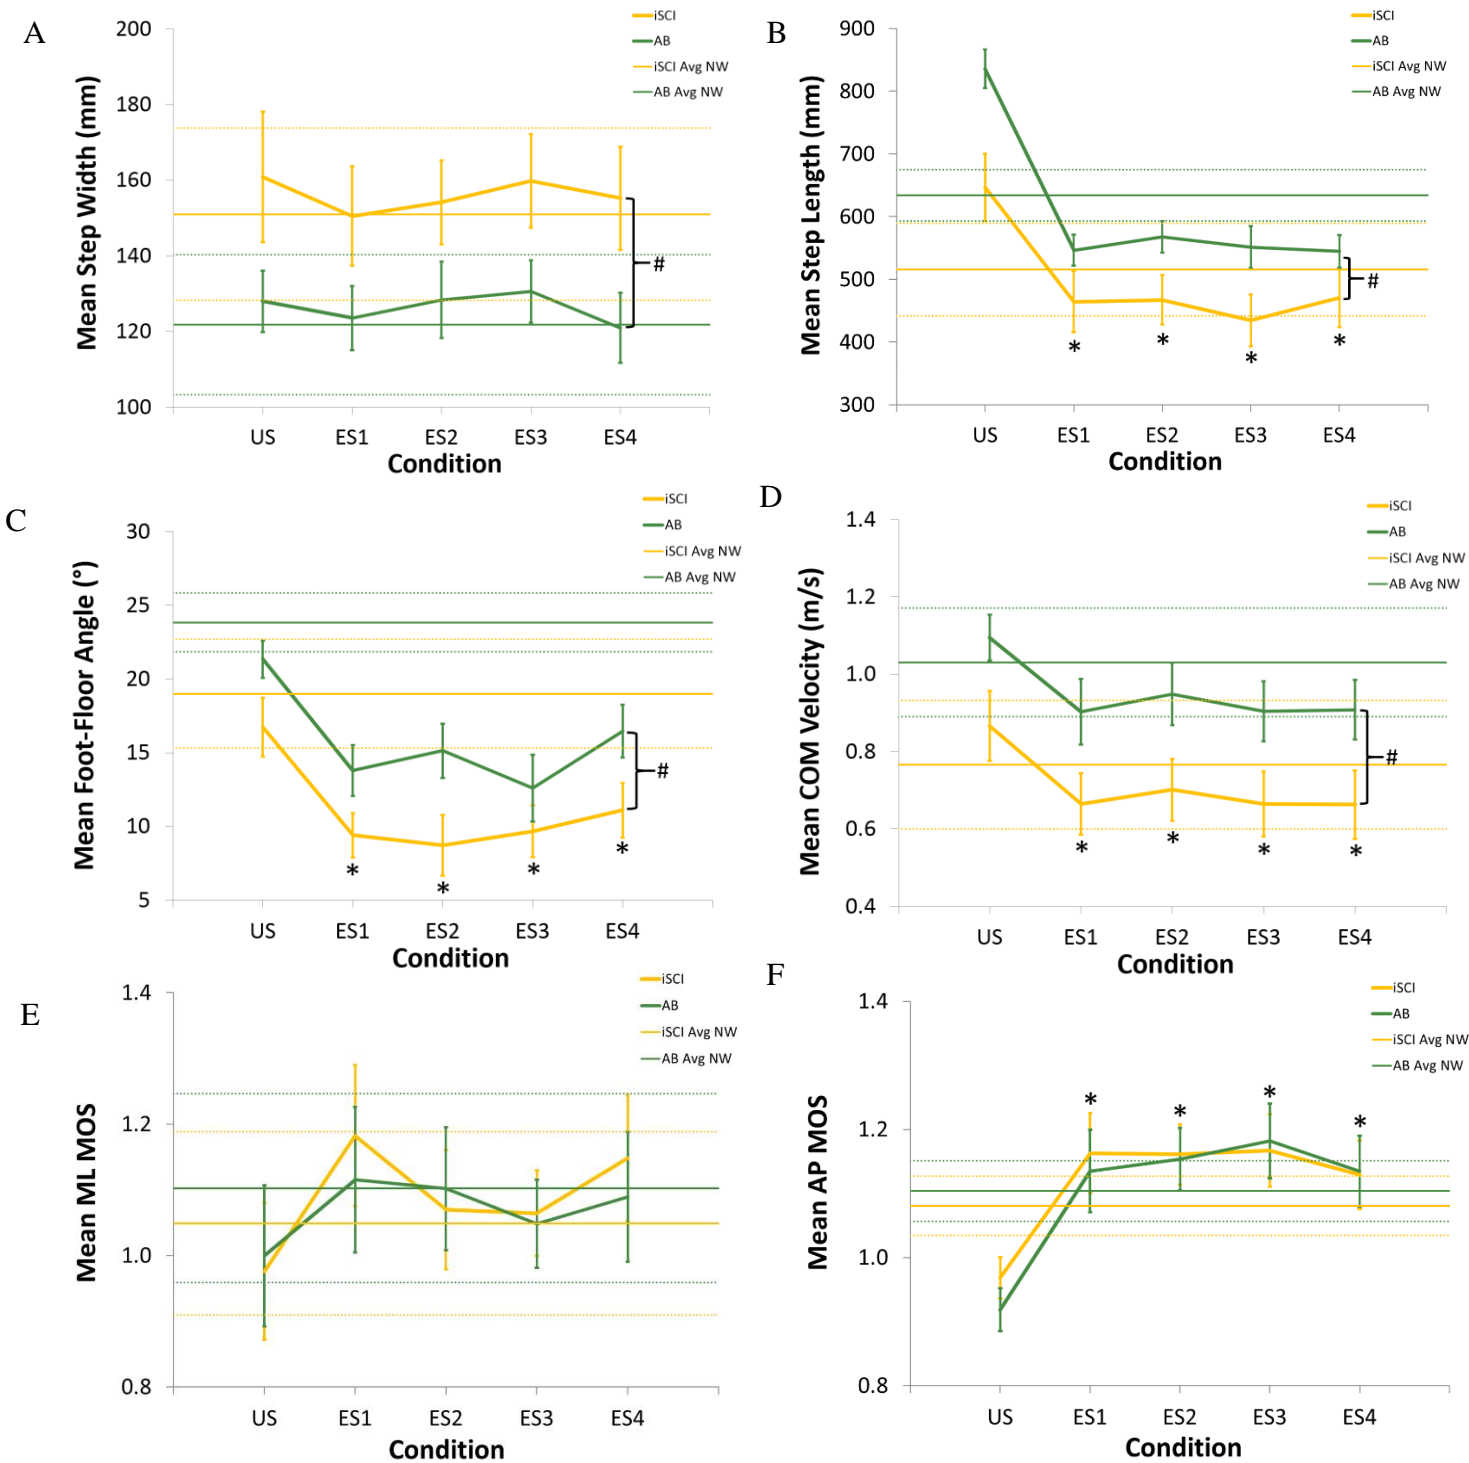 A
iSCI
AB
iSCI Avg NW
AB Avg NW
Mean Step Width (mm)
200
180
160
140
120
100
#
US ES1 ES2 ES3 ES4
Condition
B
iSCI
AB
iSCI Avg NW
AB Avg NW
Mean Step Length (mm)
900
800
700
600
500
400
300
#
* * * *
US ES1 ES2 ES3 ES4
Condition
C
iSCI
AB
iSCI Avg NW
AB Avg NW
Mean Foot-Floor Angle (°)
30
25
20
15
10
5
#
* * * *
US ES1 ES2 ES3 ES4
Condition
D
iSCI
AB
iSCI Avg NW
AB Avg NW
Mean COM Velocity (m/s)
1.4
1.2
1.0
0.8
0.6
0.4
#
* * * *
US ES1 ES2 ES3 ES4
Condition
E
iSCI
AB
iSCI Avg NW
AB Avg NW
Mean ML MOS
1.4
1.2
1.0
0.8
US ES1 ES2 ES3 ES4
Condition
F
iSCI
AB
iSCI Avg NW
AB Avg NW
Mean AP MOS
1.4
1.2
1.0
0.8
* * * *
US ES1 ES2 ES3 ES4
Condition